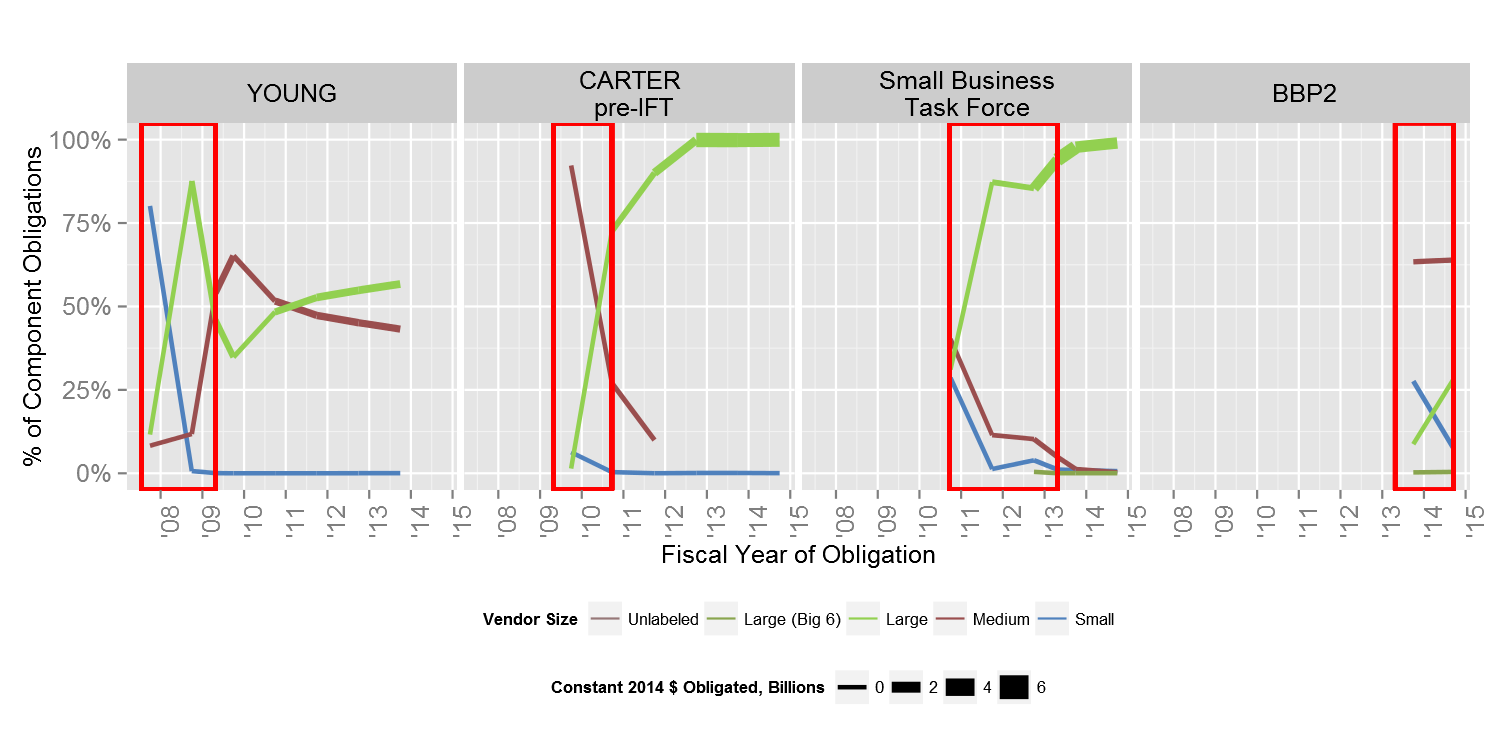 YOUNG
CARTER
pre-IFT
Small Business
Task Force
BBP2
% of Component Obligations
100%
75%
50%
25%
0%
'08 '09 '10 '11 '12 '13 '14 '15
'08 '09 '10 '11 '12 '13 '14 '15
'08 '09 '10 '11 '12 '13 '14 '15
'08 '09 '10 '11 '12 '13 '14 '15
Fiscal Year of Obligation
Vendor Size Unlabeled Large (Big 6) Large Medium Small
Constant 2014 $ Obligated, Billions 0 2 4 6